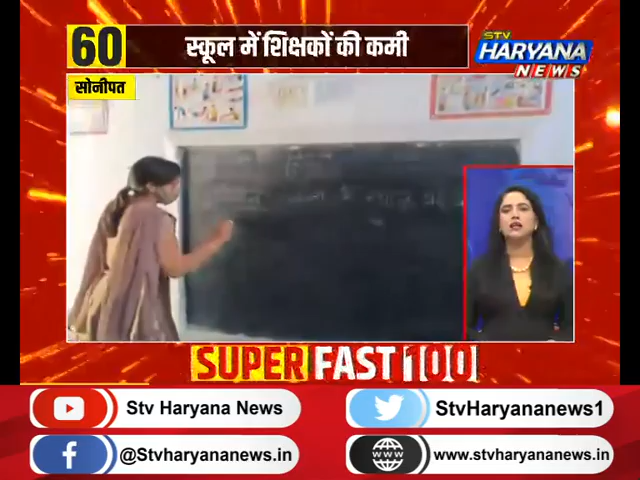 60
स्कूल में शिक्षकों की कमी
STV
HARYANA
NEWS
सोनीपत
SUPER FAST 100
Stv Haryana News
StvHaryananews1
@Stvharyananews.in
www.stvharyananews.in